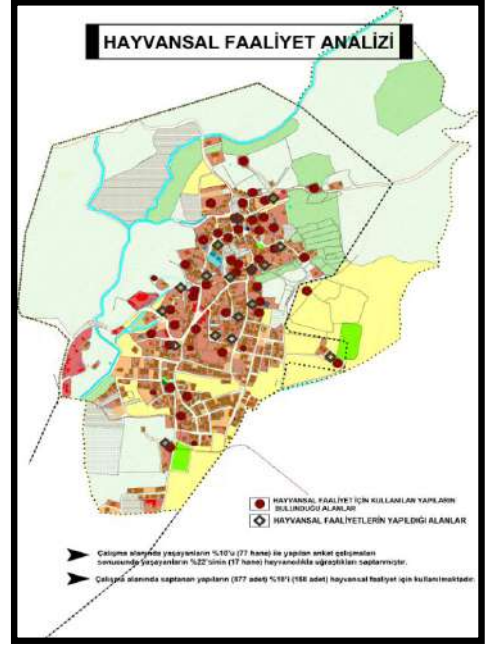 HAYVANSAL FAALİYET ANALİZİ
HAYVANSAL FAALİYET İÇİN KULLANILAN YAPILARIN
BULUNDUĞU ALANLAR
HAYVANSAL FAALİYETLERİN YAPILDIĞI ALANLAR
Çalışma alanında yaşayanların %10'u (77 hane) ile yapılan anket çalışmaları
sonucunda yaşayanların %22'sinin (17 hane) hayvancılıkla uğraştıkları saptanmıştır.
Çalışma alanında saptanan yapıların (877 adet) %18'i (158 adet) hayvansal faaliyet için kullanılmaktadır.